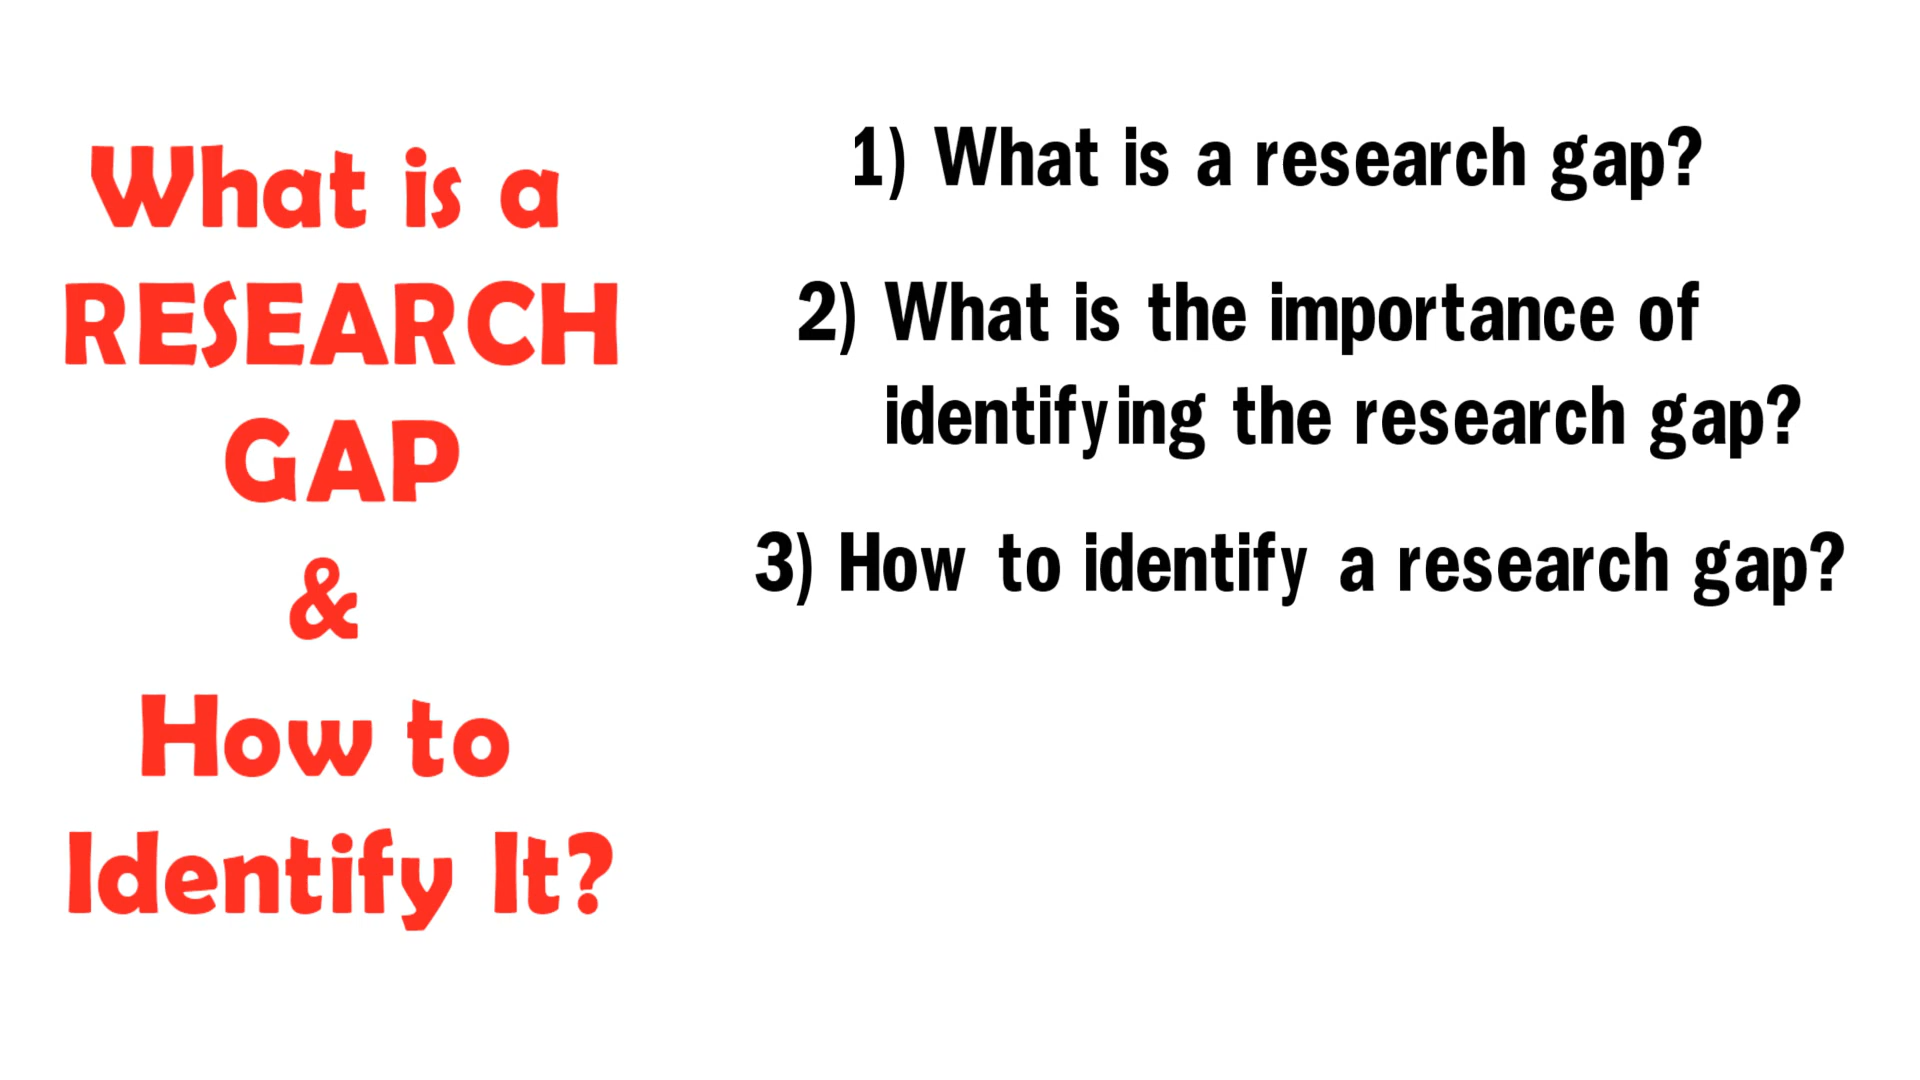 What is a
RESEARCH
GAP
&
How to
Identify It?
1) What is a research gap?
2) What is the importance of
identifying the research gap?
3) How to identify a research gap?